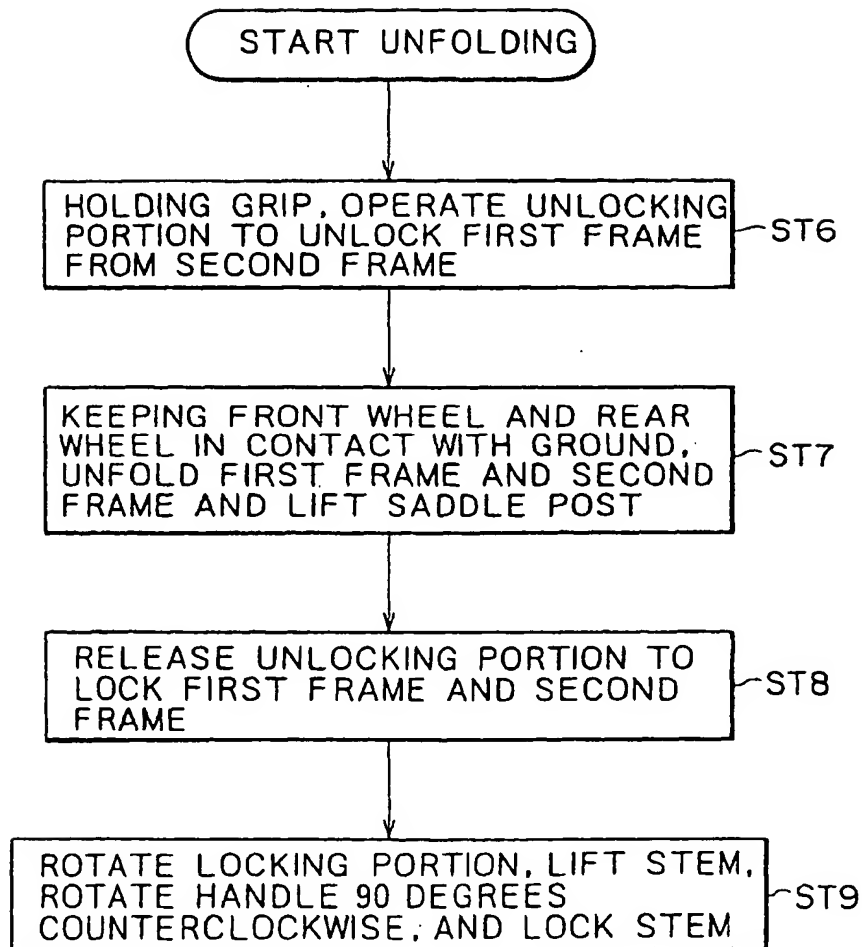 START UNFOLDING
HOLDING GRIP, OPERATE UNLOCKING
PORTION TO UNLOCK FIRST FRAME
FROM SECOND FRAME
ST6
KEEPING FRONT WHEEL AND REAR
WHEEL IN CONTACT WITH GROUND,
UNFOLD FIRST FRAME AND SECOND
FRAME AND LIFT SADDLE POST
ST7
RELEASE UNLOCKING PORTION TO
LOCK FIRST FRAME AND SECOND
FRAME
ST8
ROTATE LOCKING PORTION, LIFT STEM,
ROTATE HANDLE 90 DEGREES
COUNTERCLOCKWISE, AND LOCK STEM
ST9